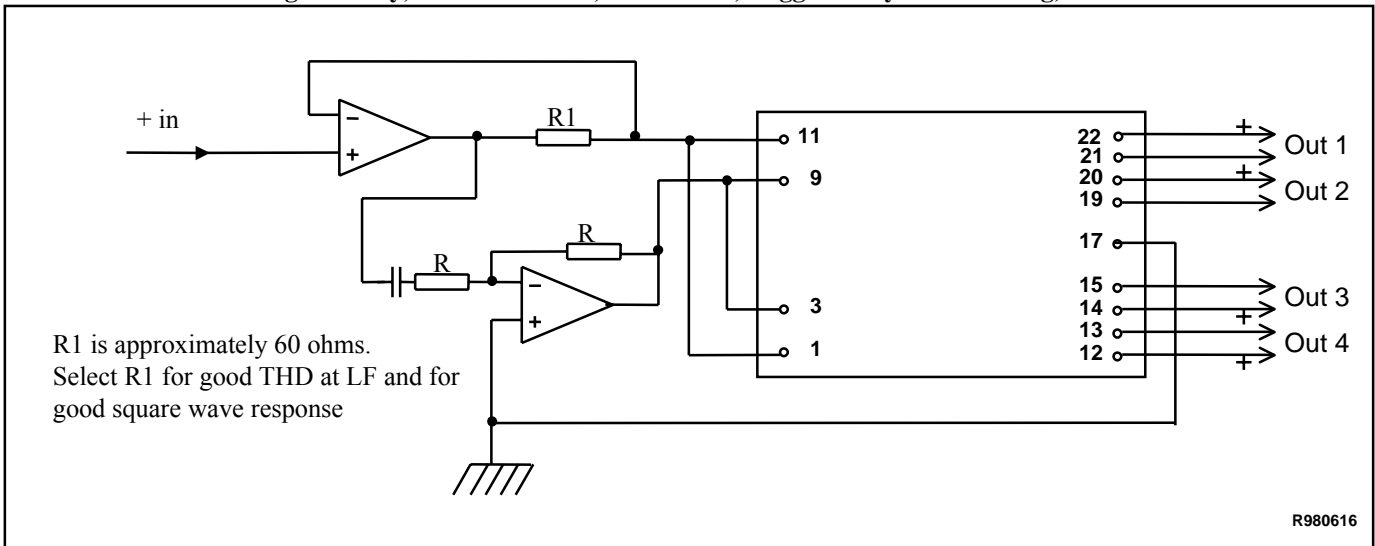 + in
R1
R
R
−
+
−
+
11
9
3
1
22
21
20
19
17
15
14
13
12
+
+
+
+
Out 1
Out 2
Out 3
Out 4
R1 is approximately 60 ohms.
Select R1 for good THD at LF and for
good square wave response
R980616